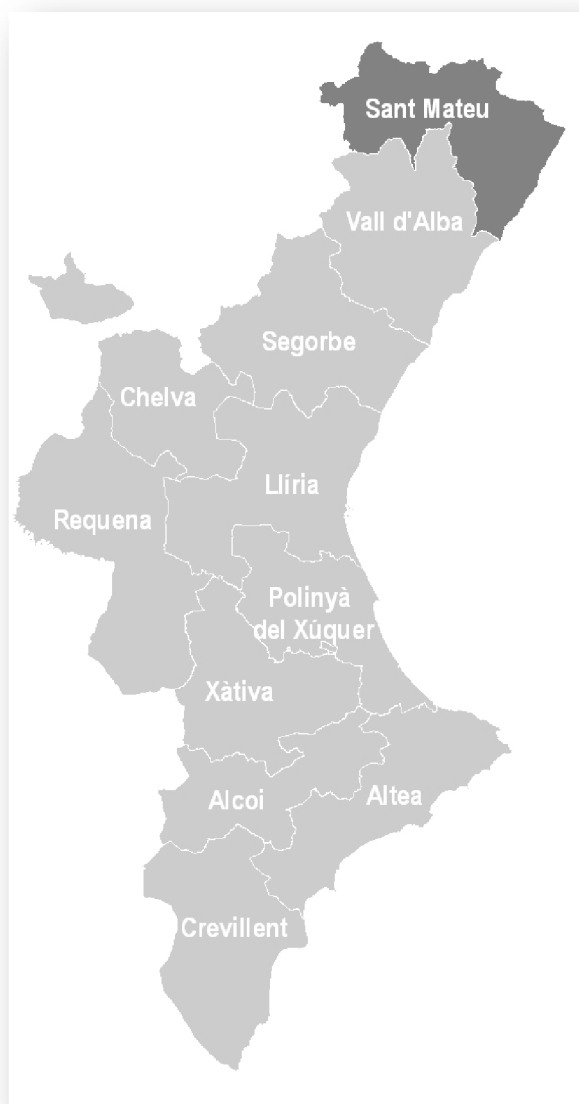 Sant Mateu
Vall d'Alba
Segorbe
Chelva
Llíria
Requena
Polinyà
del Xúquer
Xàtiva
Alcoi
Altea
Crevillent